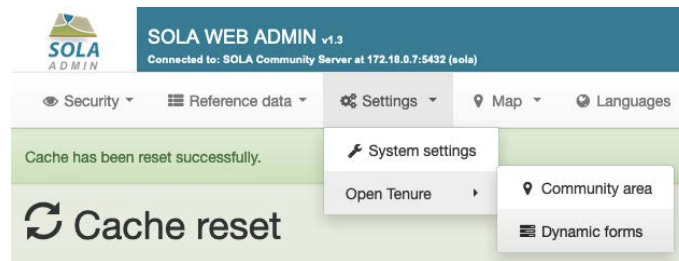 SOLA
ADMIN
SOLA WEB ADMIN v1.3
Connected to: SOLA Community Server at 172.18.0.7:5432 (sola)
Security Reference data Settings Map Languages
Cache has been reset successfully.
System settings
Open Tenure
Community area
Dynamic forms
Cache reset